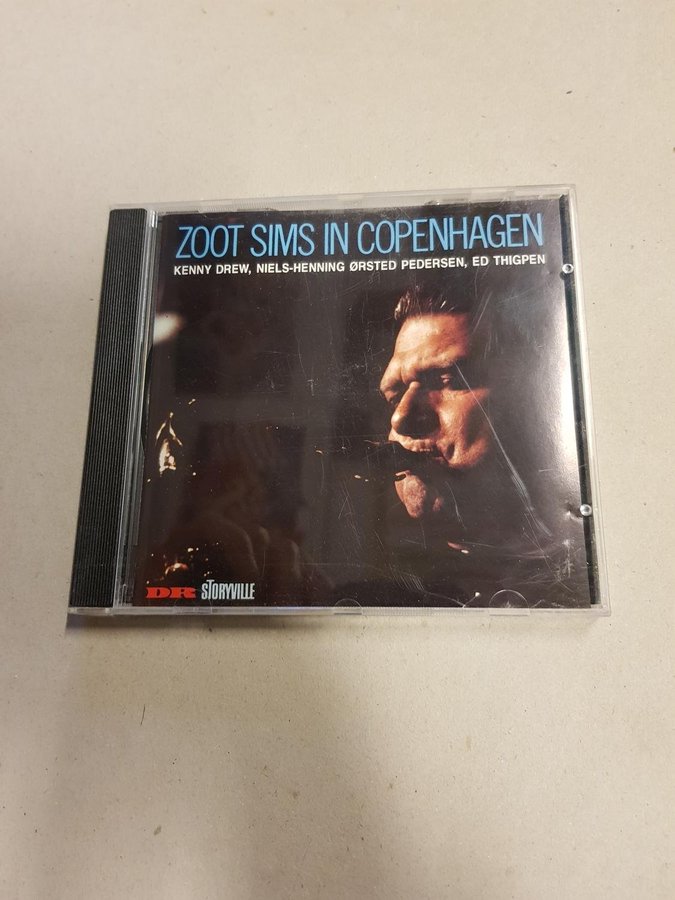 ZOOT SIMS IN COPENHAGEN
KENNY DREW, NIELS-HENNING ØRSTED PEDERSEN, ED THIGPEN
DR STORYVILLE